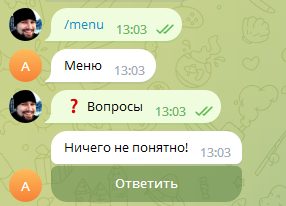 /menu 13:03
А Меню 13:03
❓ Вопросы 13:03
Ничего не понятно! 13:03
А Ответить